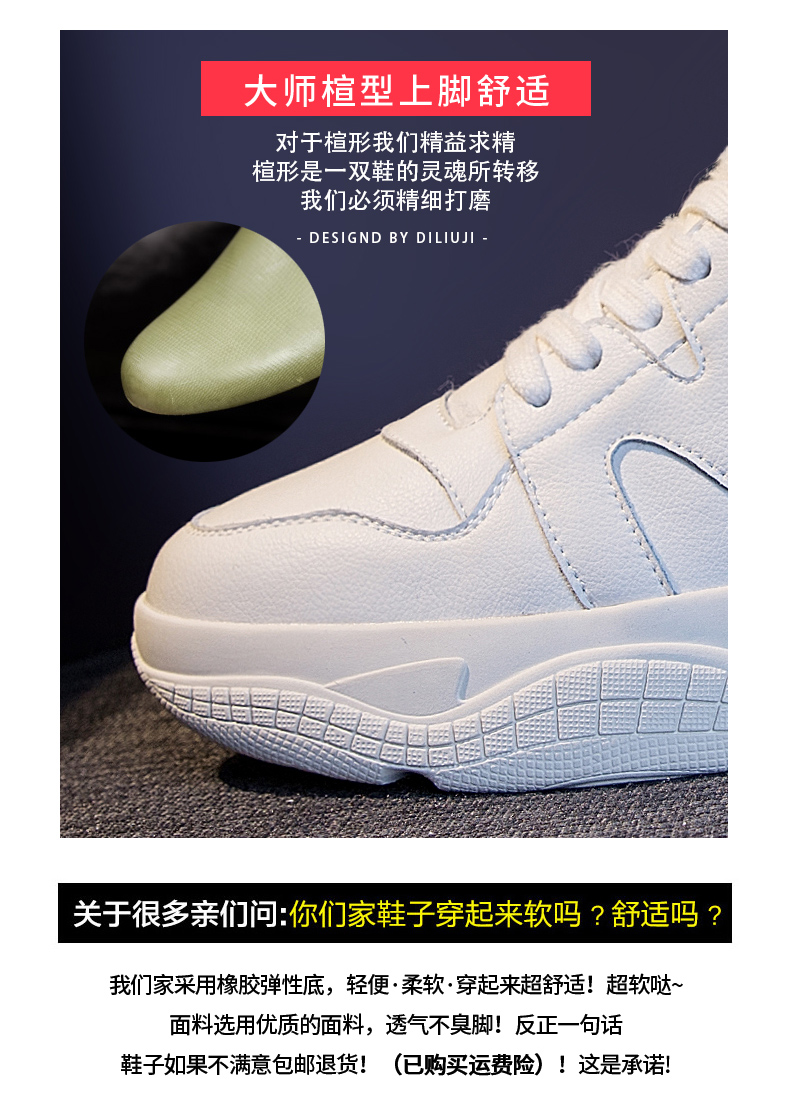 大师楦型上脚舒适
对于楦形我们精益求精
楦形是一双鞋的灵魂所转移
我们必须精细打磨
- DESIGND BY DILIUJI -
关于很多亲们问:你们家鞋子穿起来软吗？舒适吗？
我们家采用橡胶弹性底，轻便·柔软·穿起来超舒适！超软哒~
面料选用优质的面料，透气不臭脚！反正一句话
鞋子如果不满意包邮退货！（已购买运费险）！这是承诺!